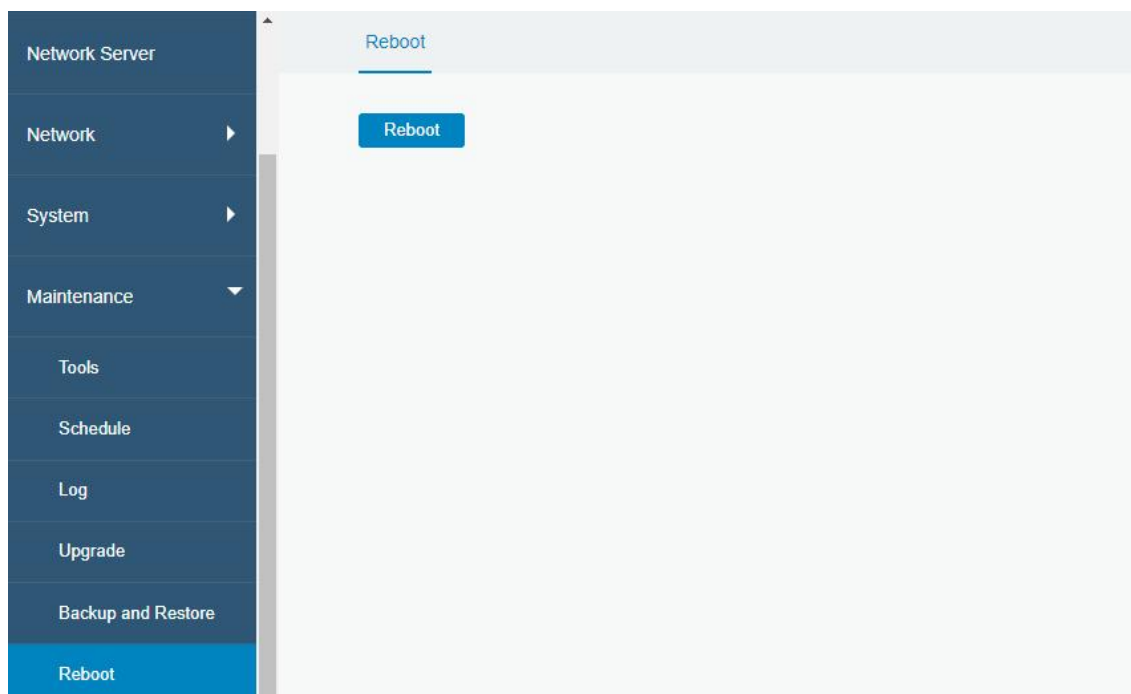 Network Server
Network
System
Maintenance
Tools
Schedule
Log
Upgrade
Backup and Restore
Reboot
Reboot
Reboot